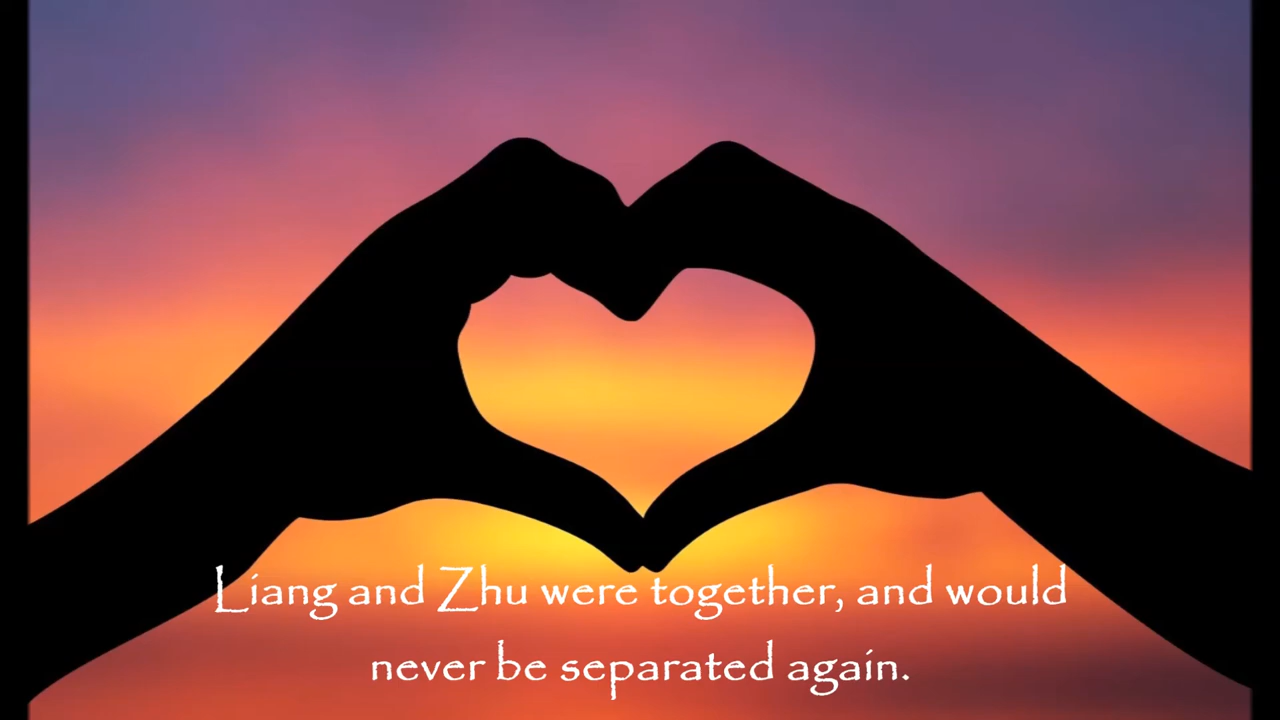 Liang and Zhu were together, and would
never be separated again.